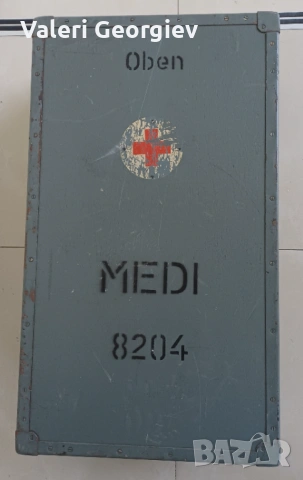 Valeri Georgiev
Oben
MEDI
8204
BAZAR